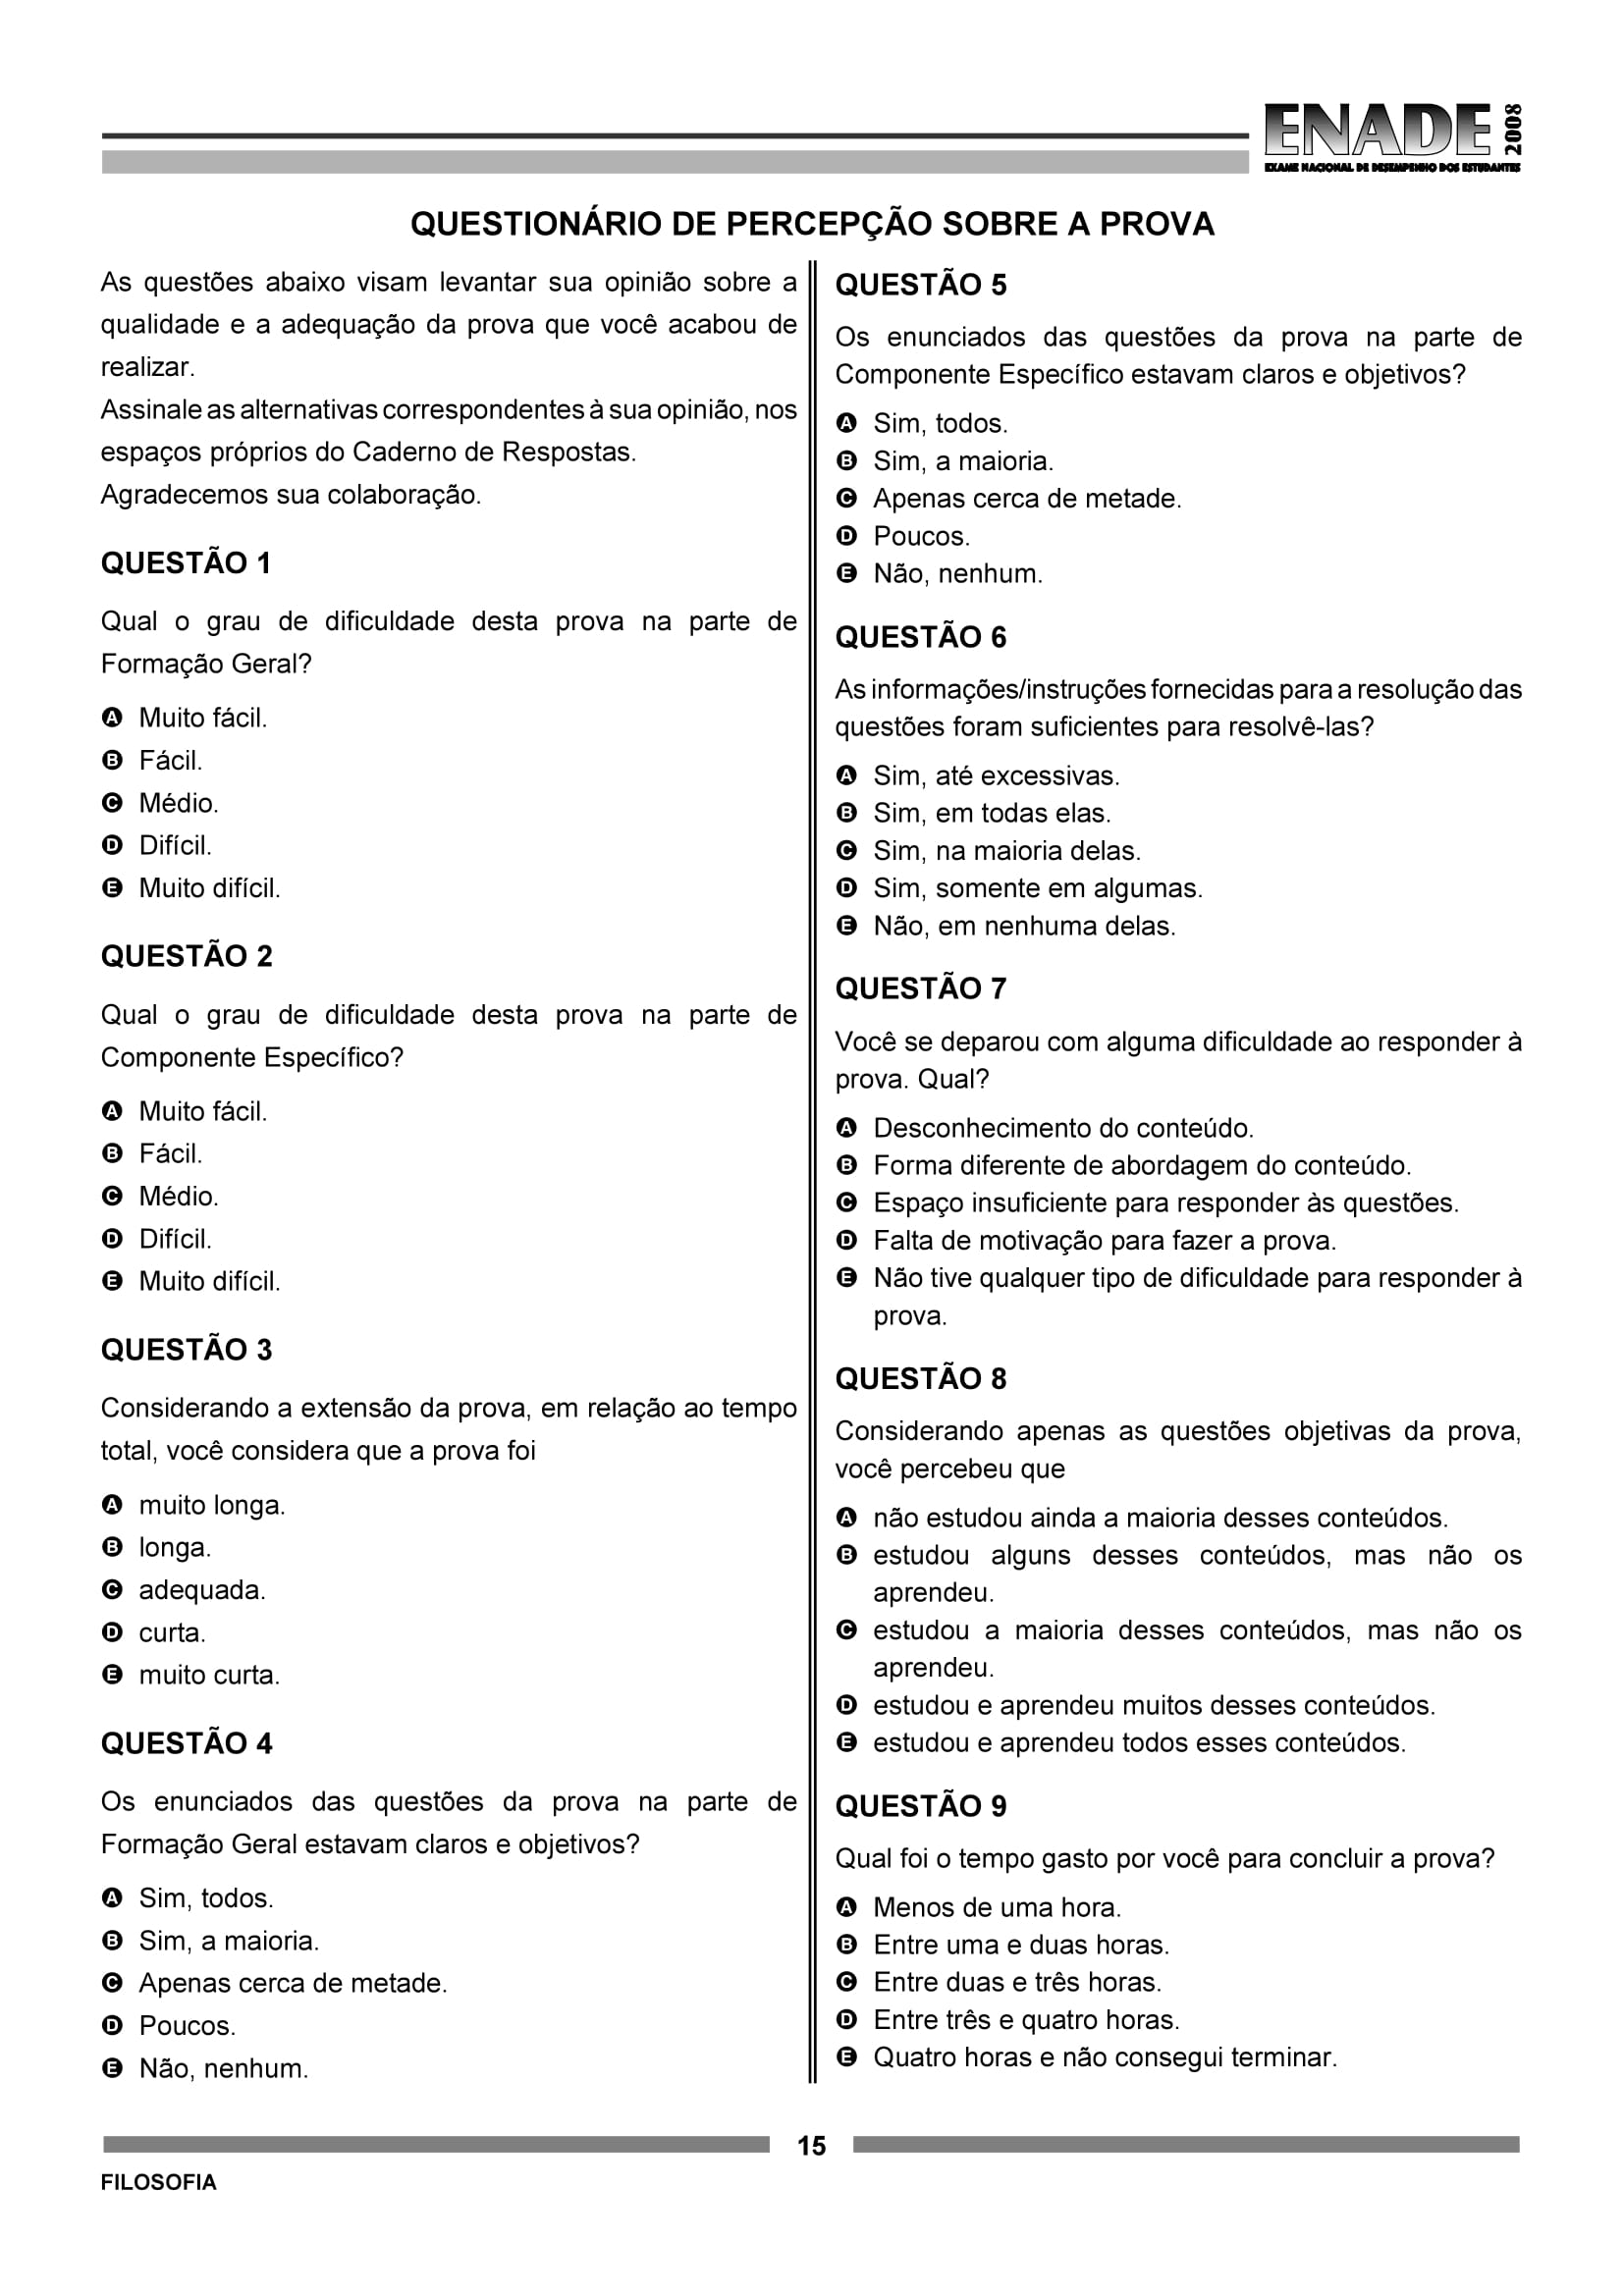 ENADE 2008
EXAME NACIONAL DE DESEMPENHO DOS ESTUDANTES
QUESTIONÁRIO DE PERCEPÇÃO SOBRE A PROVA
As questões abaixo visam levantar sua opinião sobre a
qualidade e a adequação da prova que você acabou de
realizar.
Assinale as alternativas correspondentes à sua opinião, nos
espaços próprios do Caderno de Respostas.
Agradecemos sua colaboração.
QUESTÃO 1
Qual o grau de dificuldade desta prova na parte de
Formação Geral?
A Muito fácil.
B Fácil.
C Médio.
D Difícil.
E Muito difícil.
QUESTÃO 2
Qual o grau de dificuldade desta prova na parte de
Componente Específico?
A Muito fácil.
B Fácil.
C Médio.
D Difícil.
E Muito difícil.
QUESTÃO 3
Considerando a extensão da prova, em relação ao tempo
total, você considera que a prova foi
A muito longa.
B longa.
C adequada.
D curta.
E muito curta.
QUESTÃO 4
Os enunciados das questões da prova na parte de
Formação Geral estavam claros e objetivos?
A Sim, todos.
B Sim, a maioria.
C Apenas cerca de metade.
D Poucos.
E Não, nenhum.
QUESTÃO 5
Os enunciados das questões da prova na parte de
Componente Específico estavam claros e objetivos?
A Sim, todos.
B Sim, a maioria.
C Apenas cerca de metade.
D Poucos.
E Não, nenhum.
QUESTÃO 6
As informações/instruções fornecidas para a resolução das
questões foram suficientes para resolvê-las?
A Sim, até excessivas.
B Sim, em todas elas.
C Sim, na maioria delas.
D Sim, somente em algumas.
E Não, em nenhuma delas.
QUESTÃO 7
Você se deparou com alguma dificuldade ao responder à
prova. Qual?
A Desconhecimento do conteúdo.
B Forma diferente de abordagem do conteúdo.
C Espaço insuficiente para responder às questões.
D Falta de motivação para fazer a prova.
E Não tive qualquer tipo de dificuldade para responder à
prova.
QUESTÃO 8
Considerando apenas as questões objetivas da prova,
você percebeu que
A não estudou ainda a maioria desses conteúdos.
B estudou alguns desses conteúdos, mas não os
aprendeu.
C estudou a maioria desses conteúdos, mas não os
aprendeu.
D estudou e aprendeu muitos desses conteúdos.
E estudou e aprendeu todos esses conteúdos.
QUESTÃO 9
Qual foi o tempo gasto por você para concluir a prova?
A Menos de uma hora.
B Entre uma e duas horas.
C Entre duas e três horas.
D Entre três e quatro horas.
E Quatro horas e não consegui terminar.
15
FILOSOFIA